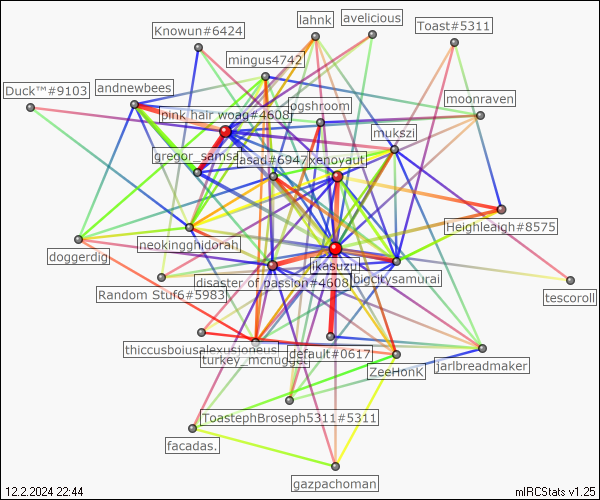 lahnk
avelicious
Knowun#6424
Toast#5311
mingus4742
Duck™#9103
andnewbees
moonraven
pink hair woag#4608
ogshroom
mukszi
gregor_samsa
asad#6947
xenoyaut
Heighleigh#8575
neokingghidorah
doggerdig
likasuzu
bigcitysamurai
disaster of passion#4608
Random Stuf6#5983
tescoroll
thiccusboiusalexusjoneus
default#0617
turkey_mcnugget
ZeeHonK
jarlbreadmaker
ToastephBroseph5311#5311
facadas.
gazpachoman
12.2.2024 22:44
mIRCStats v1.25